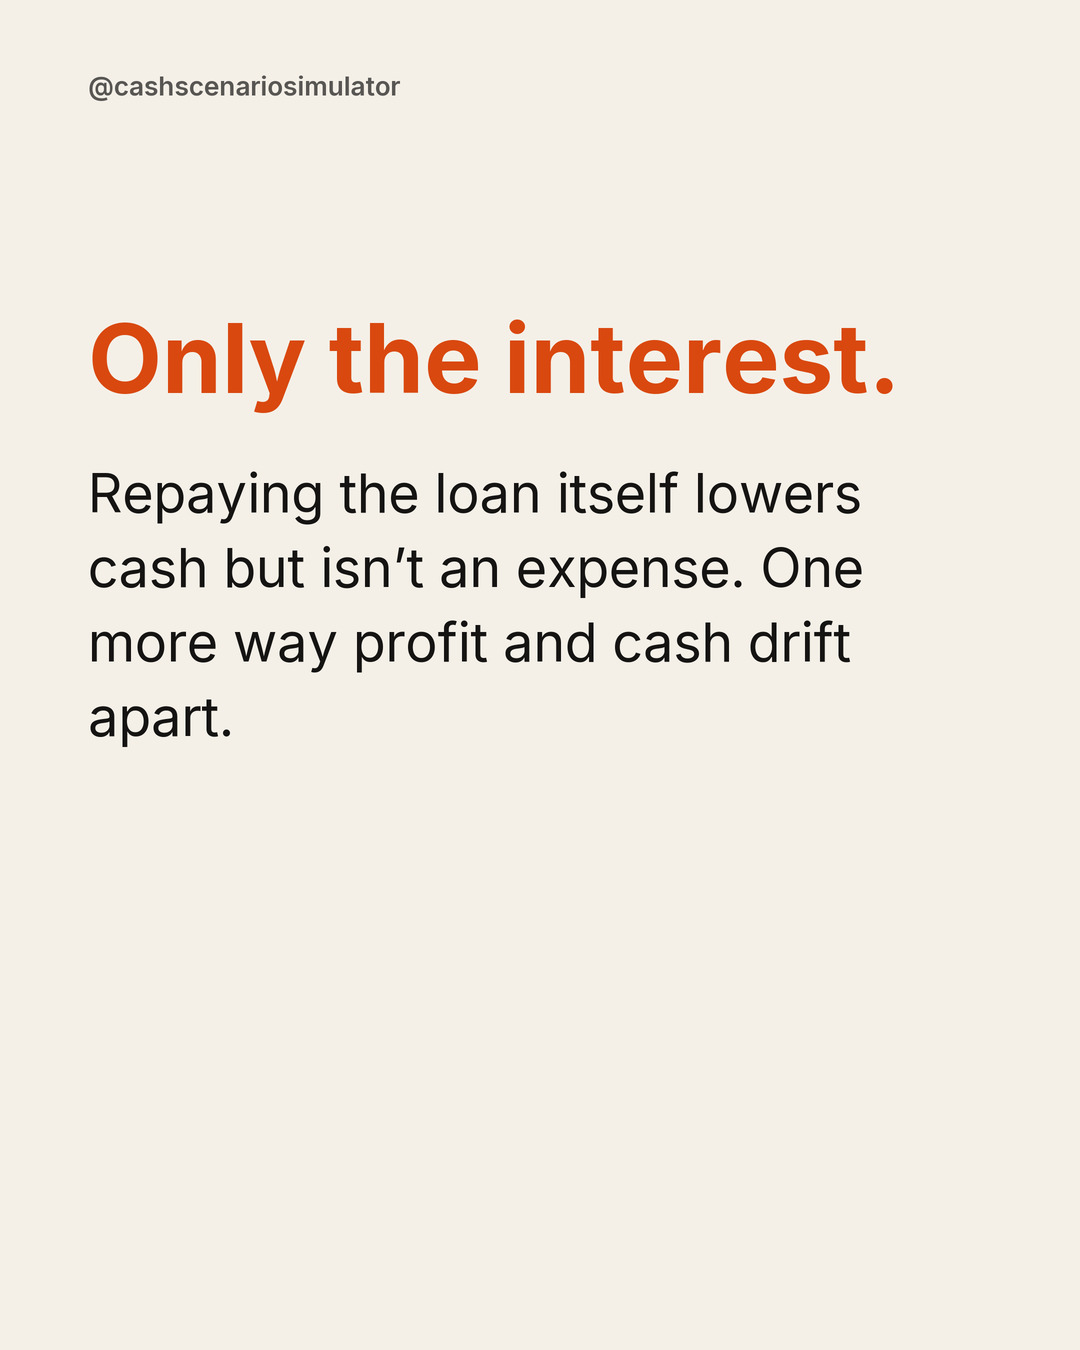 @cashscenariosimulator
Only the interest.
Repaying the loan itself lowers
cash but isn’t an expense. One
more way profit and cash drift
apart.